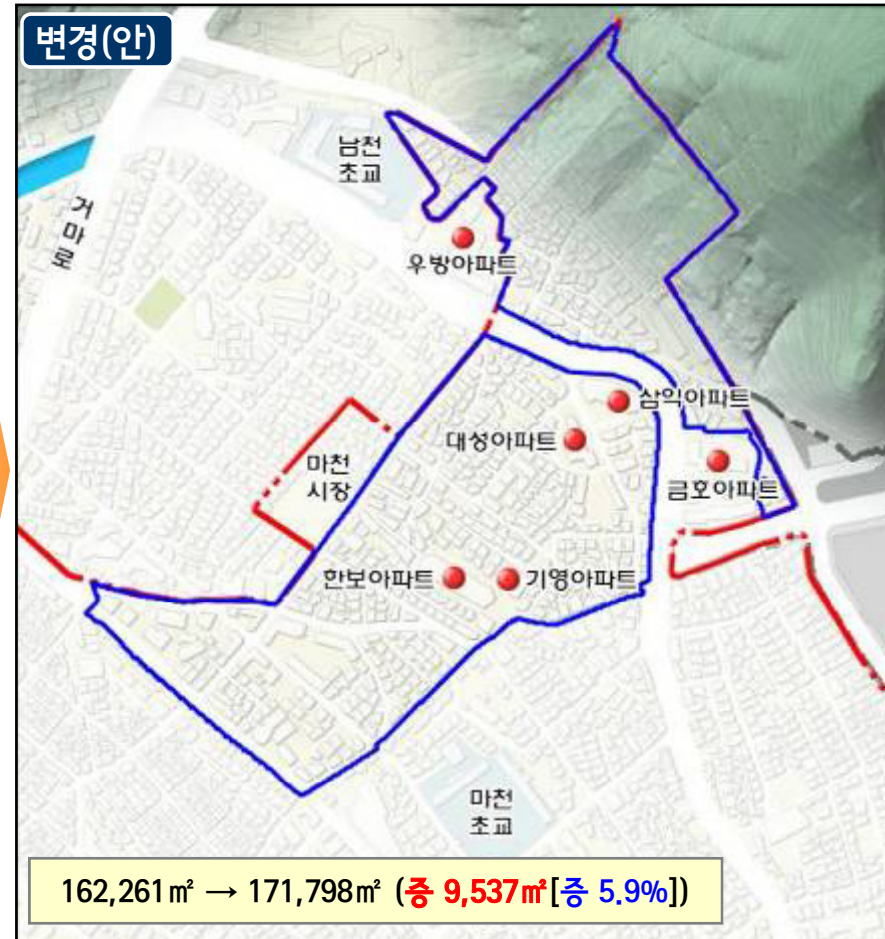 변경(안)
남천
초교
거마로
우방아파트
삼익아파트
대성아파트
마천
시장
금호아파트
한보아파트
기영아파트
마천
초교
162,261㎡ → 171,798㎡ (증 9,537㎡[증 5.9%])